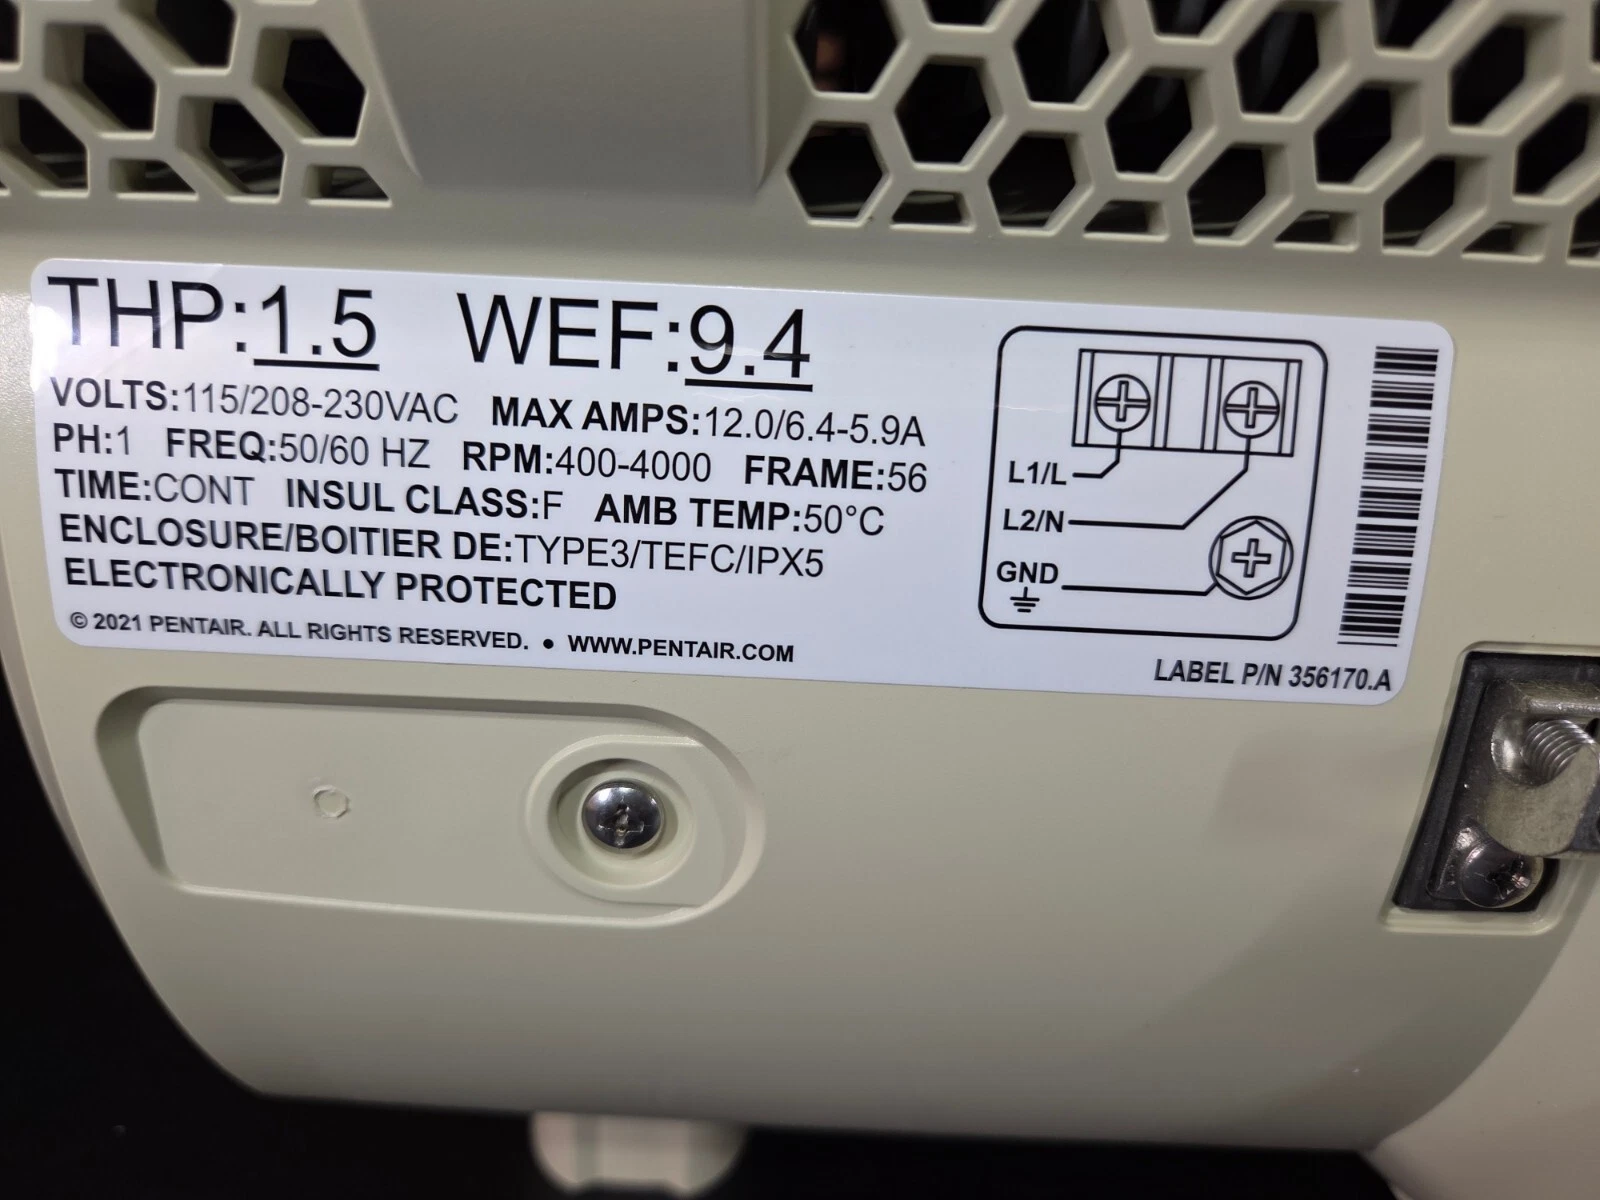 THP:1.5 WEF:9.4
VOLTS:115/208-230VAC MAX AMPS:12.0/6.4-5.9A
PH:1 FREQ:50/60 HZ RPM:400-4000 FRAME:56
TIME:CONT INSUL CLASS:F AMB TEMP:50°C
ENCLOSURE/BOITIER DE:TYPE3/TEFC/IPX5
ELECTRONICALLY PROTECTED
© 2021 PENTAIR. ALL RIGHTS RESERVED. • WWW.PENTAIR.COM
L1/L
L2/N
GND
LABEL P/N 356170.A